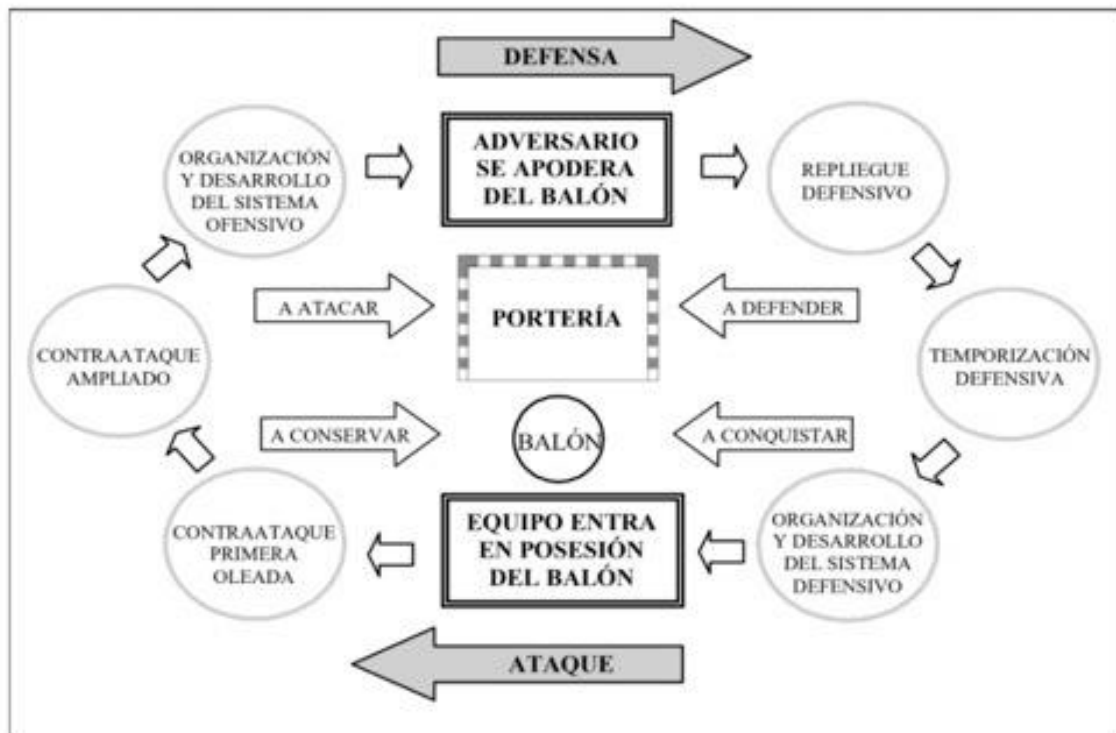 DEFENSA
ADVERSARIO
SE APODERA
DEL BALÓN
ORGANIZACIÓN
Y DESARROLLO
DEL SISTEMA
OFENSIVO
REPLIEGUE
DEFENSIVO
A ATACAR
PORTERÍA
A DEFENDER
CONTRAATAQUE
AMPLIADO
TEMPORIZACIÓN
DEFENSIVA
A CONSERVAR
BALÓN
A CONQUISTAR
CONTRAATAQUE
PRIMERA
OLEADA
EQUIPO ENTRA
EN POSESIÓN
DEL BALÓN
ORGANIZACIÓN
Y DESARROLLO
DEL SISTEMA
DEFENSIVO
ATAQUE